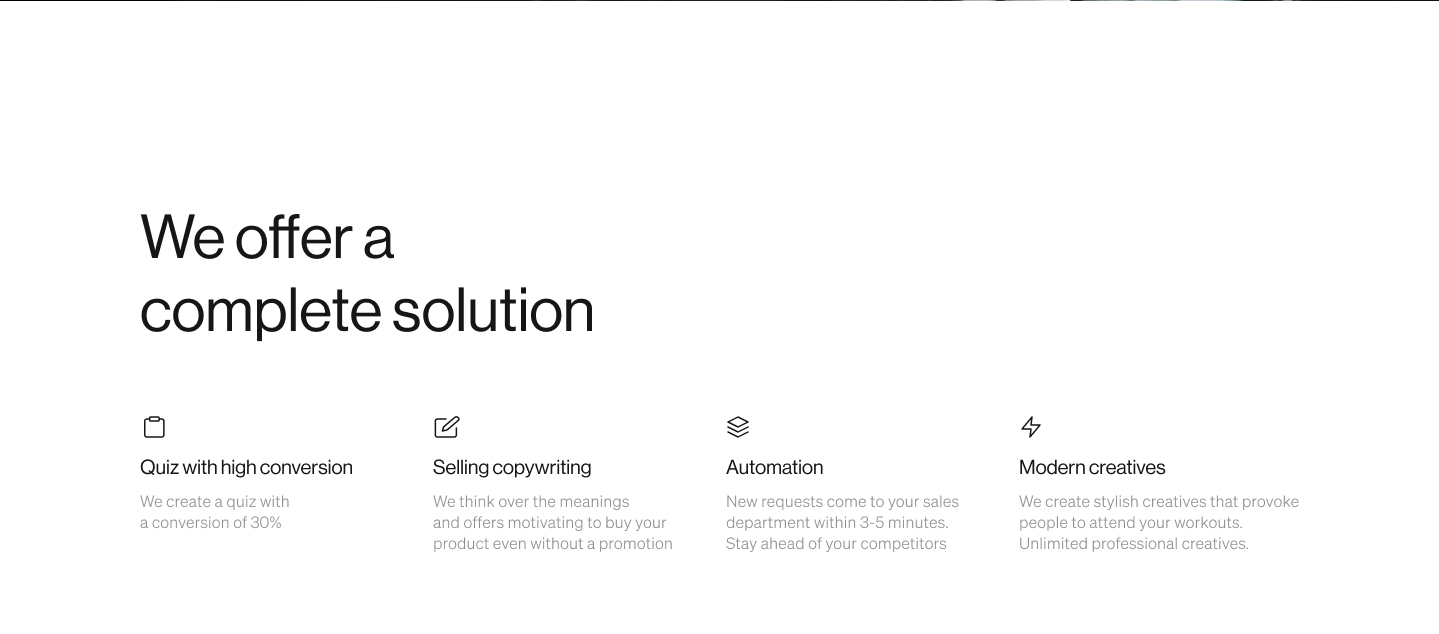 We offer a
complete solution
Quiz with high conversion
We create a quiz with
a conversion of 30%
Selling copywriting
We think over the meanings
and offers motivating to buy your
product even without a promotion
Automation
New requests come to your sales
department within 3-5 minutes.
Stay ahead of your competitors
Modern creatives
We create stylish creatives that provoke
people to attend your workouts.
Unlimited professional creatives.